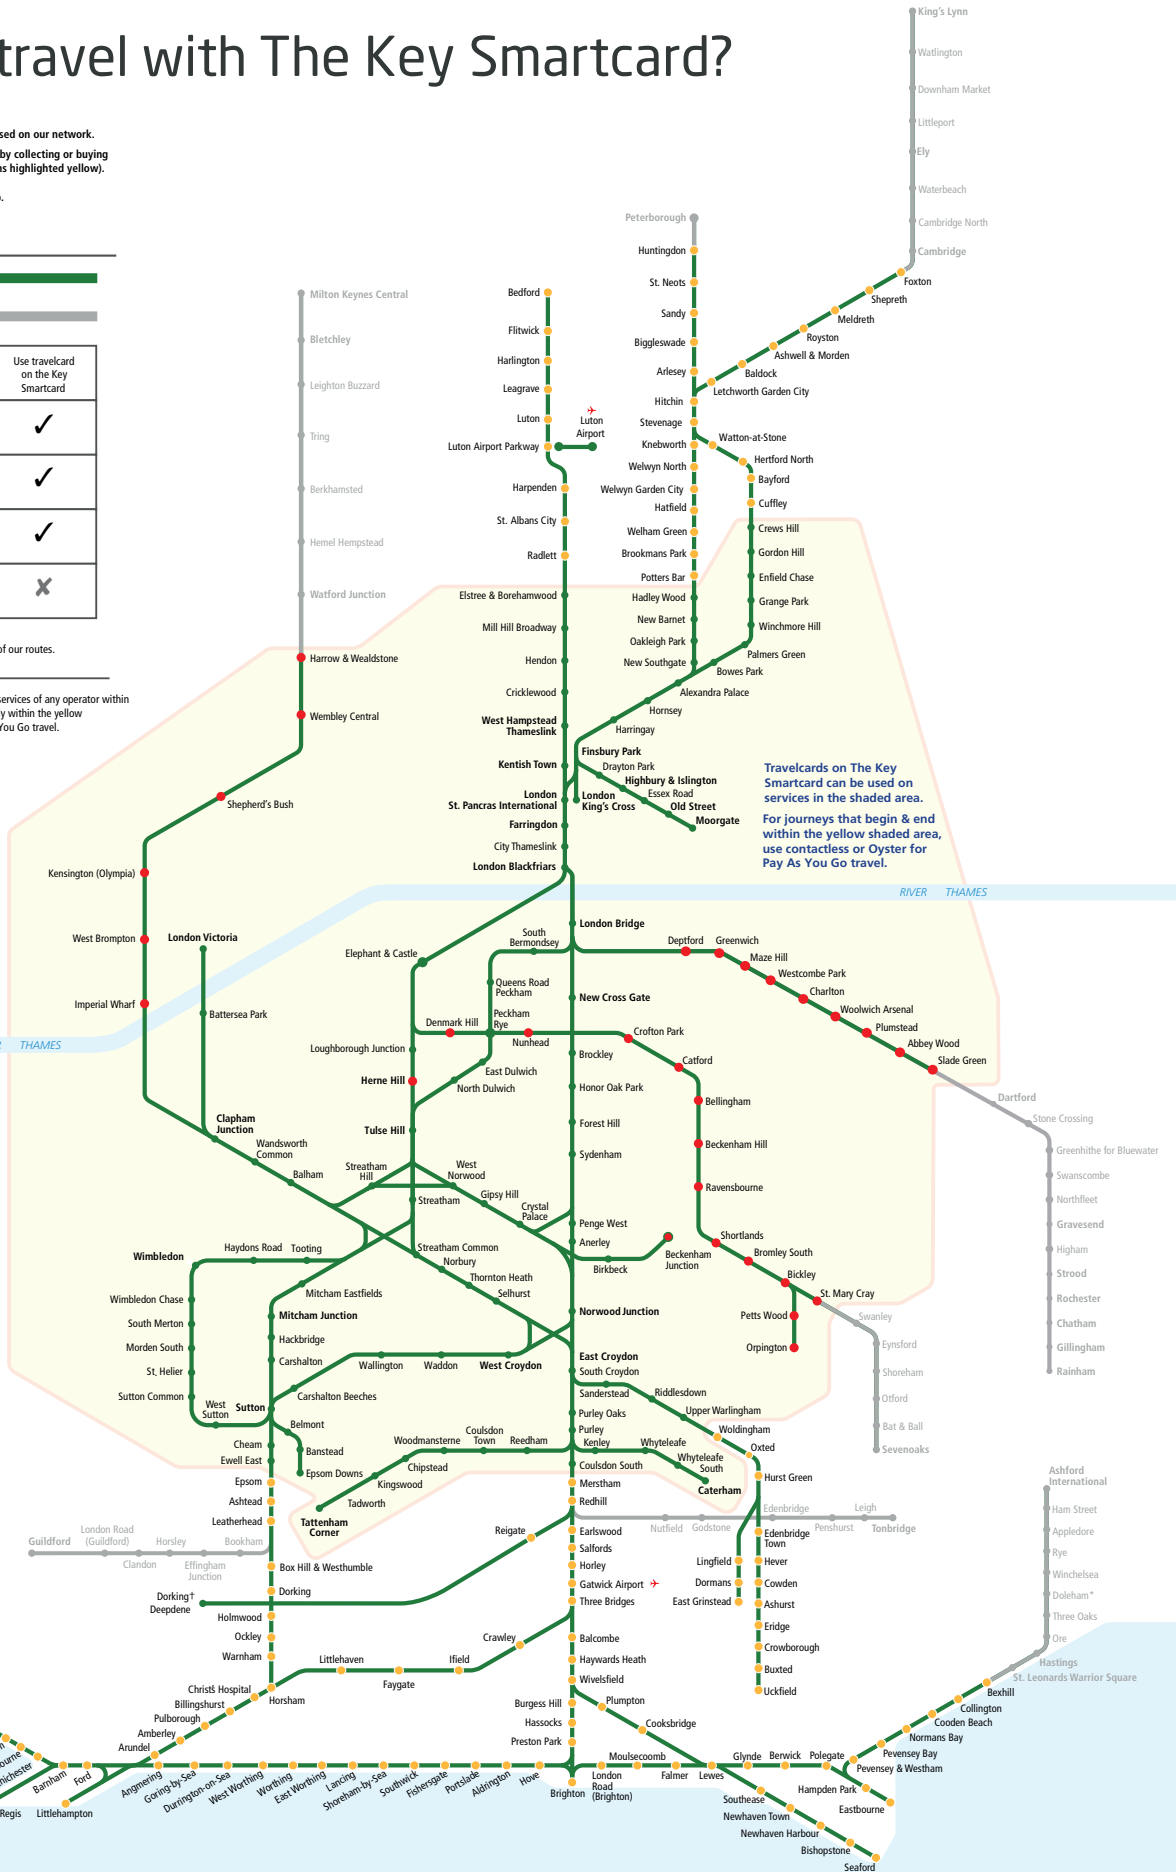 travel with The Key Smartcard?
sed on our network.
by collecting or buying
s highlighted yellow).
Use travelcard
on the Key
Smartcard
✓
✓
✓
✘
of our routes.
services of any operator within
y within the yellow
You Go travel.
King's Lynn
Watlington
Downham Market
Littleport
Ely
Waterbeach
Cambridge North
Cambridge
Foxton
Shepreth
Meldreth
Royston
Ashwell & Morden
Baldock
Letchworth Garden City
Peterborough
Huntingdon
St. Neots
Sandy
Biggleswade
Arlesey
Hitchin
Stevenage
Knebworth
Welwyn North
Welwyn Garden City
Hatfield
Welham Green
Brookmans Park
Potters Bar
Hadley Wood
New Barnet
Oakleigh Park
New Southgate
Watton-at-Stone
Hertford North
Bayford
Cuffley
Crews Hill
Gordon Hill
Enfield Chase
Grange Park
Winchmore Hill
Palmers Green
Bowes Park
Alexandra Palace
Hornsey
Harringay
Finsbury Park
Drayton Park
Highbury & Islington
Essex Road
Old Street
Moorgate
London
King's Cross
Bedford
Flitwick
Harlington
Leagrave
Luton
Luton Airport Parkway
Luton
Airport
Harpenden
St. Albans City
Radlett
Elstree & Borehamwood
Mill Hill Broadway
Hendon
Cricklewood
West Hampstead
Thameslink
Kentish Town
London
St. Pancras International
Farringdon
City Thameslink
London Blackfriars
Milton Keynes Central
Bletchley
Leighton Buzzard
Tring
Berkhamsted
Hemel Hempstead
Watford Junction
Harrow & Wealdstone
Wembley Central
Shepherd's Bush
Kensington (Olympia)
West Brompton
Imperial Wharf
Travelcards on The Key
Smartcard can be used on
services in the shaded area.
For journeys that begin & end
within the yellow shaded area,
use contactless or Oyster for
Pay As You Go travel.
RIVER THAMES
R THAMES
London Victoria
Battersea Park
Clapham
Junction
Wandsworth
Common
Balham
Elephant & Castle
Loughborough Junction
Herne Hill
Tulse Hill
Streatham
Hill
West
Norwood
Gipsy Hill
Crystal
Palace
Streatham
Streatham Common
Norbury
Thornton Heath
Selhurst
South
Bermondsey
Queens Road
Peckham
Peckham
Rye
Denmark Hill
Nunhead
East Dulwich
North Dulwich
London Bridge
New Cross Gate
Brockley
Honor Oak Park
Forest Hill
Sydenham
Penge West
Anerley
Birkbeck
Beckenham
Junction
Norwood Junction
East Croydon
South Croydon
Deptford
Greenwich
Maze Hill
Westcombe Park
Charlton
Woolwich Arsenal
Plumstead
Abbey Wood
Slade Green
Dartford
Stone Crossing
Greenhithe for Bluewater
Swanscombe
Northfleet
Gravesend
Higham
Strood
Rochester
Chatham
Gillingham
Rainham
Crofton Park
Catford
Bellingham
Beckenham Hill
Ravensbourne
Shortlands
Bromley South
Bickley
St. Mary Cray
Petts Wood
Orpington
Swanley
Eynsford
Shoreham
Otford
Bat & Ball
Sevenoaks
Wimbledon
Haydons Road
Tooting
Wimbledon Chase
South Merton
Morden South
St. Helier
Sutton Common
West
Sutton
Sutton
Mitcham Eastfields
Mitcham Junction
Hackbridge
Carshalton
Wallington
Waddon
West Croydon
Carshalton Beeches
Belmont
Banstead
Epsom Downs
Cheam
Ewell East
Epsom
Ashtead
Leatherhead
Box Hill & Westhumble
Dorking
Holmwood
Ockley
Warnham
Horsham
Sanderstead
Riddlesdown
Upper Warlingham
Woldingham
Oxted
Hurst Green
Purley Oaks
Purley
Kenley
Whyteleafe
Whyteleafe
South
Caterham
Coulsdon South
Woodmansterne
Coulsdon
Town
Reedham
Chipstead
Kingswood
Tadworth
Tattenham
Corner
Merstham
Redhill
Reigate
Earlswood
Salfords
Horley
Gatwick Airport
Three Bridges
Guildford
London Road
(Guildford)
Clandon
Horsley
Effingham
Junction
Bookham
Dorking†
Deepdene
Nutfield
Godstone
Edenbridge
Penshurst
Leigh
Tonbridge
Edenbridge
Town
Hever
Cowden
Ashurst
Eridge
Crowborough
Buxted
Uckfield
Lingfield
Dormans
East Grinstead
Ashford
International
Ham Street
Appledore
Rye
Winchelsea
Doleham*
Three Oaks
Ore
Hastings
St. Leonards Warrior Square
Bexhill
Collington
Cooden Beach
Normans Bay
Pevensey Bay
Pevensey & Westham
Crawley
Ifield
Faygate
Littlehaven
Christs Hospital
Billingshurst
Pulborough
Amberley
Arundel
Balcombe
Haywards Heath
Wivelsfield
Burgess Hill
Hassocks
Preston Park
Plumpton
Cooksbridge
Brighton
London
Road
(Brighton)
Moulsecoomb
Falmer
Lewes
Glynde
Berwick
Polegate
Hampden Park
Eastbourne
Southease
Newhaven Town
Newhaven Harbour
Bishopstone
Seaford
ourne
nichester
Barnham
Ford
Regis
Littlehampton
Angmering
Goring-by-Sea
Durrington-on-Sea
West Worthing
Worthing
East Worthing
Lancing
Shoreham-by-Sea
Southwick
Fishersgate
Portslade
Aldrington
Hove